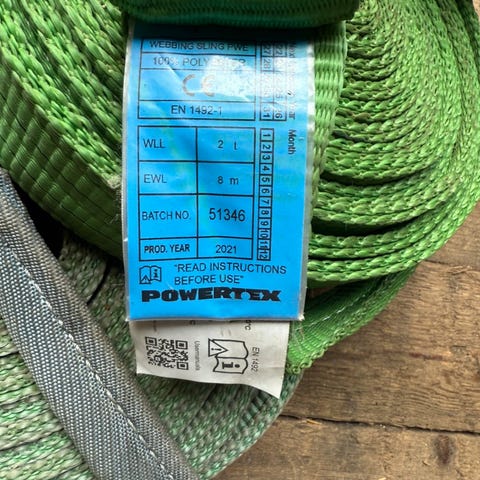 WEBBING SLING PWE
100% POLYESTER
CE
EN 1492-1
WLL 2 t
EWL 8 m
BATCH NO. 51346
PROD. YEAR 2021
Month
1 2 3 4 5 6 7 8 9 10 11 12
"READ INSTRUCTIONS
BEFORE USE"
POWERTEX
Usermanuals
EN 1492